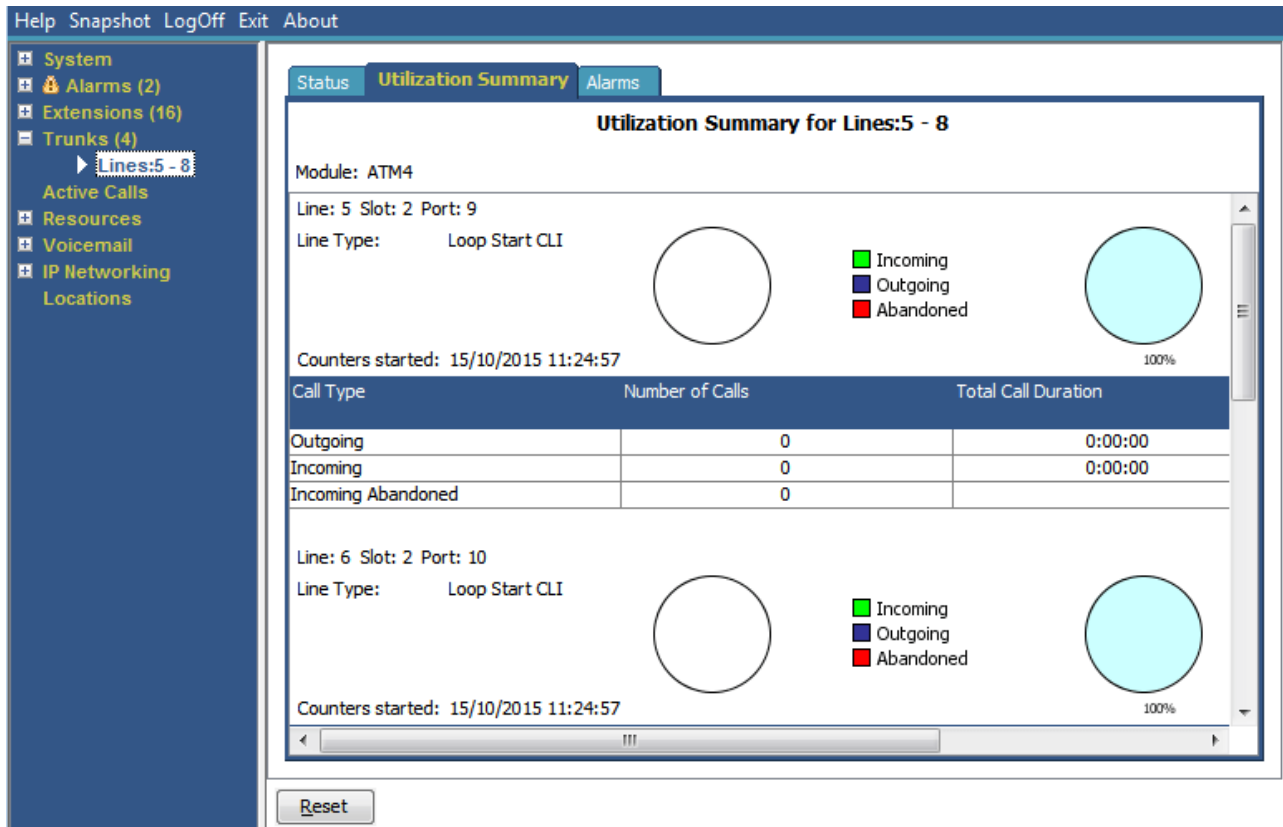 Help Snapshot LogOff Exit About
System
Alarms (2)
Extensions (16)
Trunks (4)
Lines:5 - 8
Active Calls
Resources
Voicemail
IP Networking
Locations
Status Utilization Summary Alarms
Utilization Summary for Lines:5 - 8
Module: ATM4
Line: 5 Slot: 2 Port: 9
Line Type: Loop Start CLI
Incoming
Outgoing
Abandoned
Counters started: 15/10/2015 11:24:57
100%
Call Type Number of Calls Total Call Duration
Outgoing 0 0:00:00
Incoming 0 0:00:00
Incoming Abandoned 0
Line: 6 Slot: 2 Port: 10
Line Type: Loop Start CLI
Incoming
Outgoing
Abandoned
Counters started: 15/10/2015 11:24:57
100%
Reset